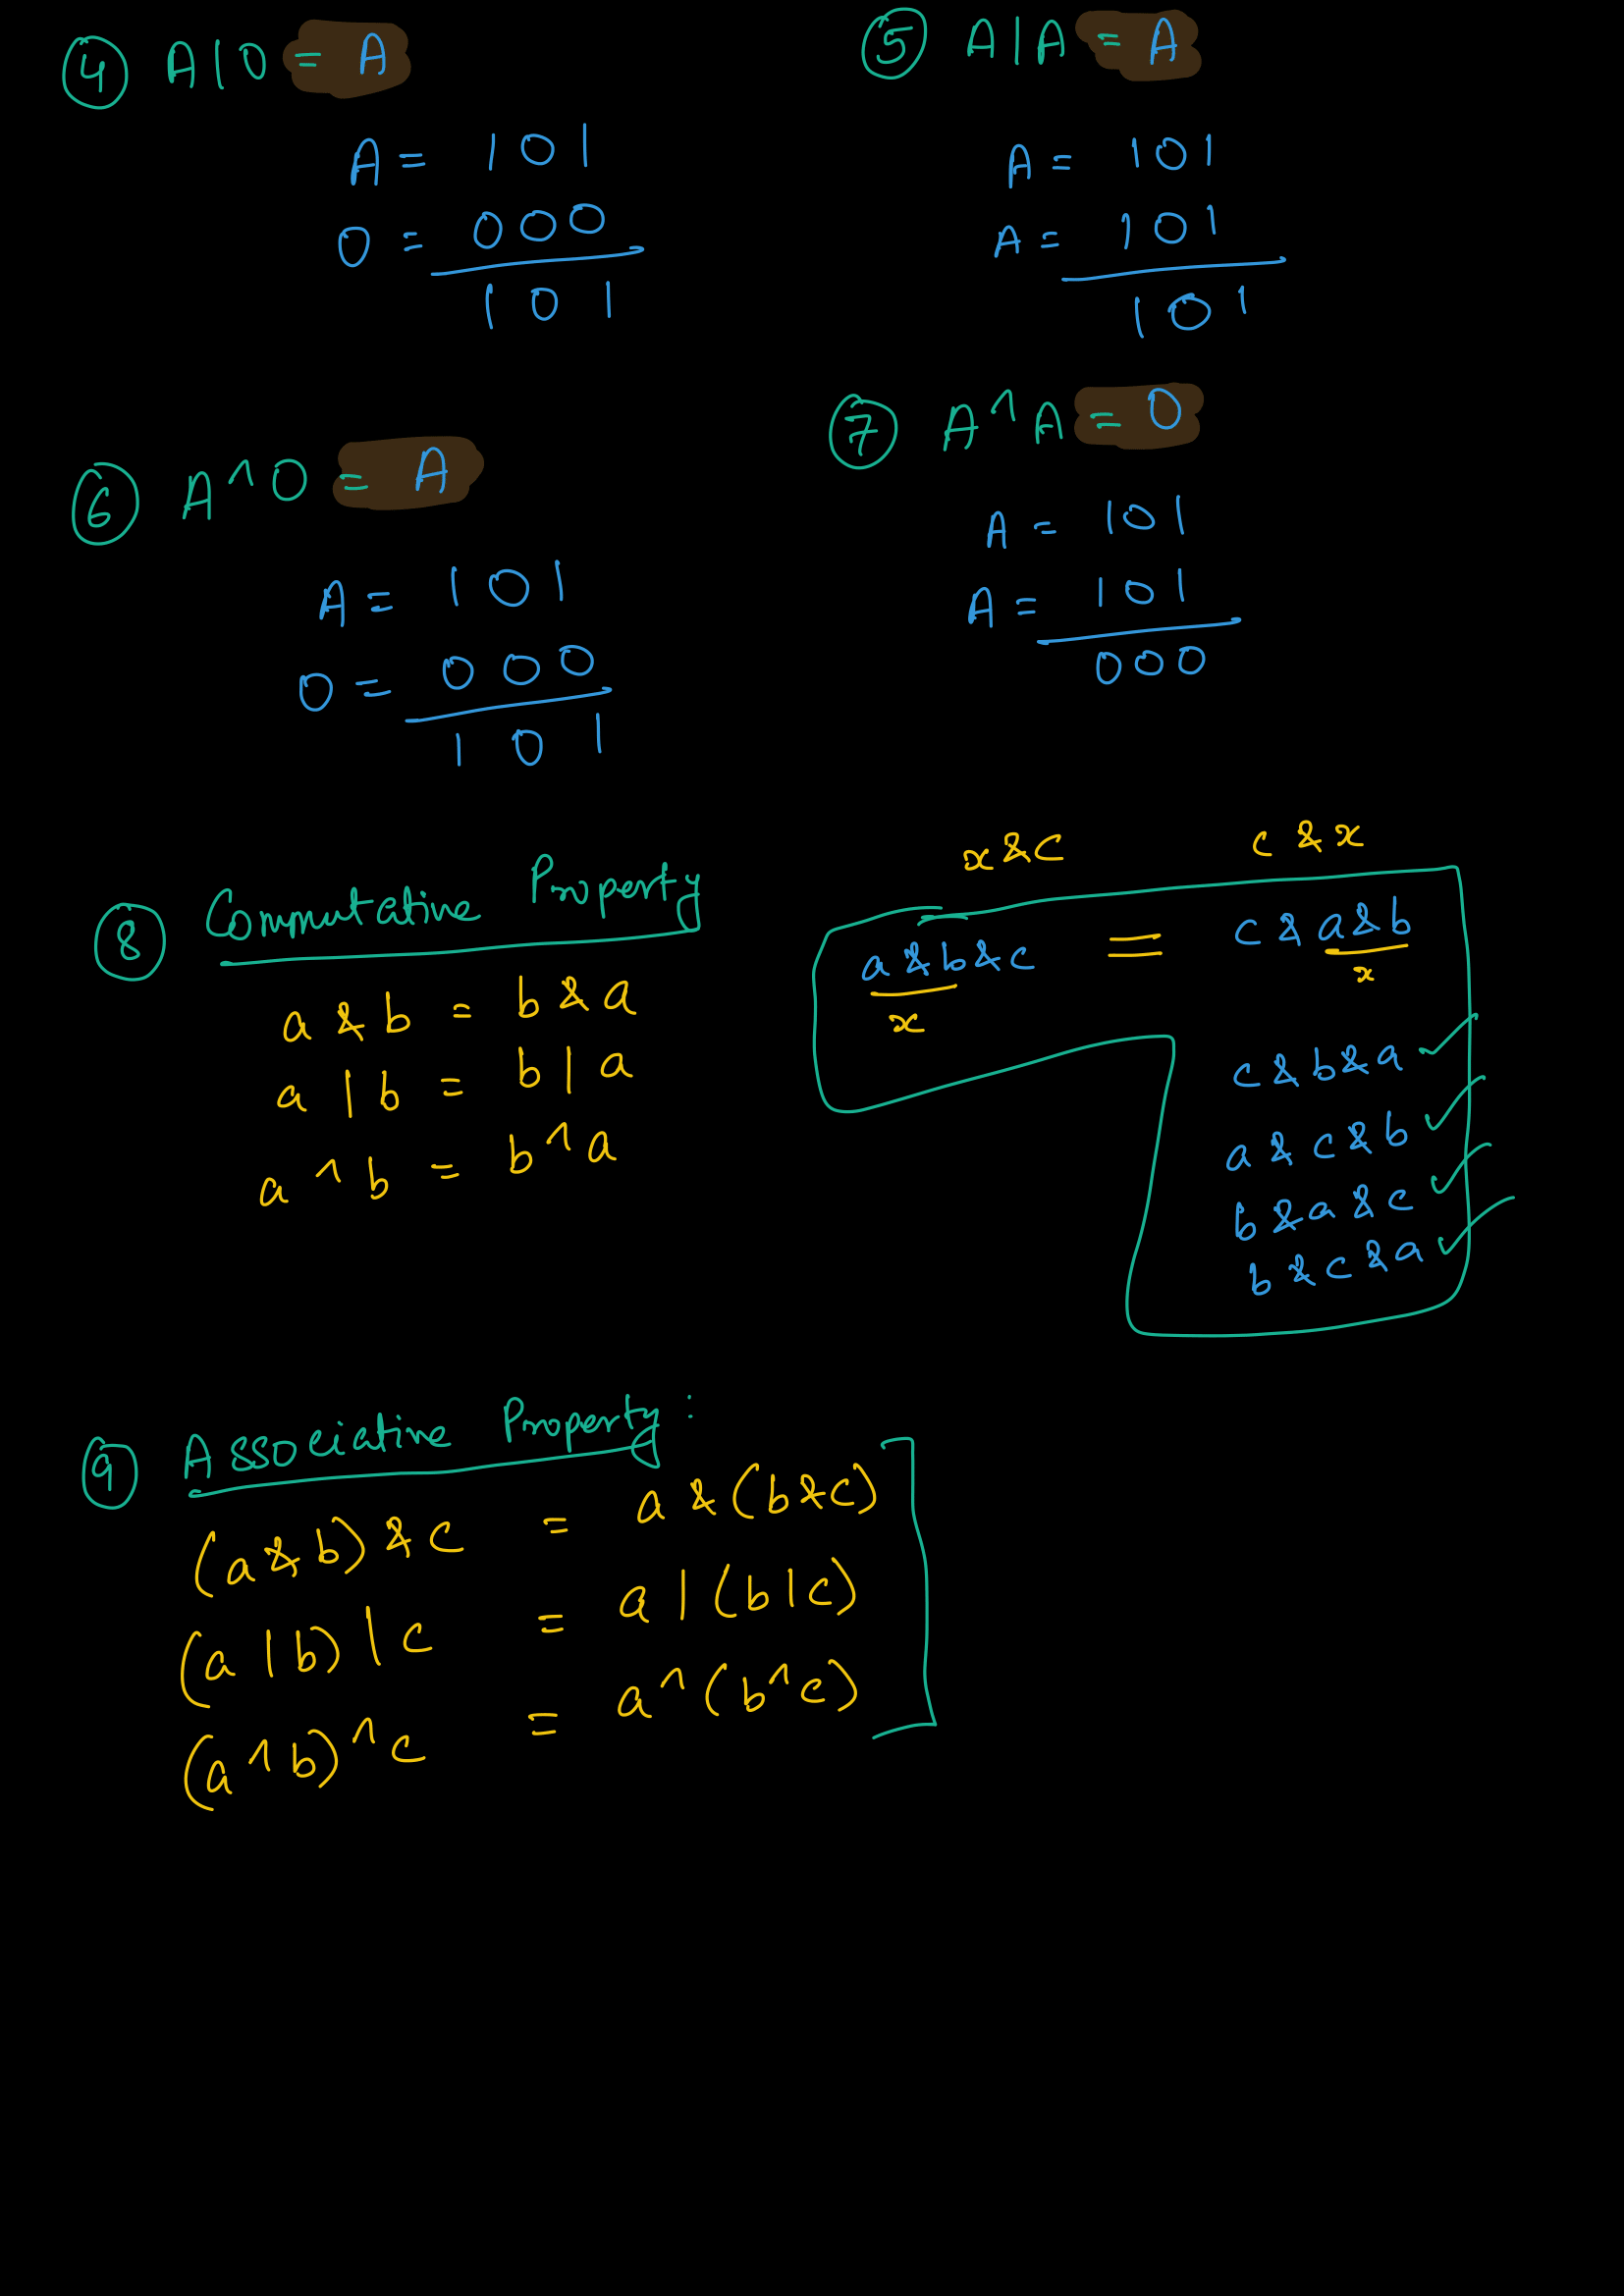 ④ A|0 = A
A = 101
0 = 000
101
⑤ A|A = A
A = 101
A = 101
101
⑥ A^0 = A
A = 101
0 = 000
101
⑦ A^A = 0
A = 101
A = 101
000
⑧ Commutative Property
a & b = b & a
a | b = b | a
a ^ b = b ^ a
x & c c & x
a & b & c = c & a & b
x x
c & b & a ✓
a & c & b ✓
b & a & c ✓
b & c & a ✓
⑨ Associative Property :
(a & b) & c = a & (b & c)
(a | b) | c = a | (b | c)
(a ^ b) ^ c = a ^ (b ^ c)